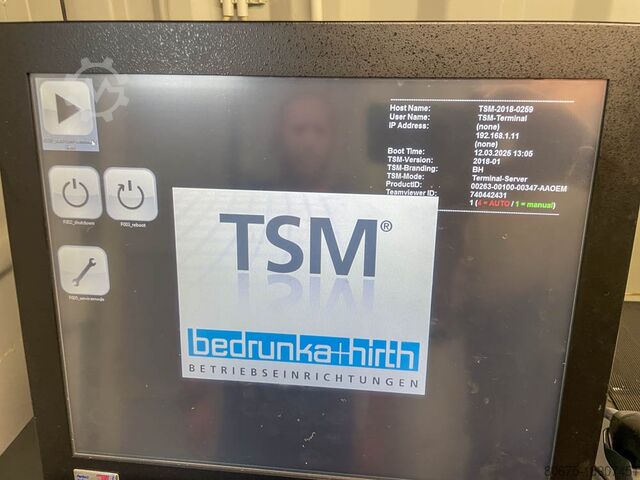 Host Name: TSM-2018-0259
User Name: TSM-Terminal
IP Address: (none)
192.168.1.11
(none)
Boot Time: 12.03.2025 13:05
TSM-Version: 2018-01
TSM-Branding: BH
TSM-Mode: Terminal-Server
ProductID: 00263-00100-00347-AAOEM
Teamviewer ID: 740442431
1 (4 = AUTO / 1 = manual)
F002_shutdown
F003_reboot
F005_servicemode
TSM®
bedrunka+hirth
BETRIEBSEINRICHTUNGEN